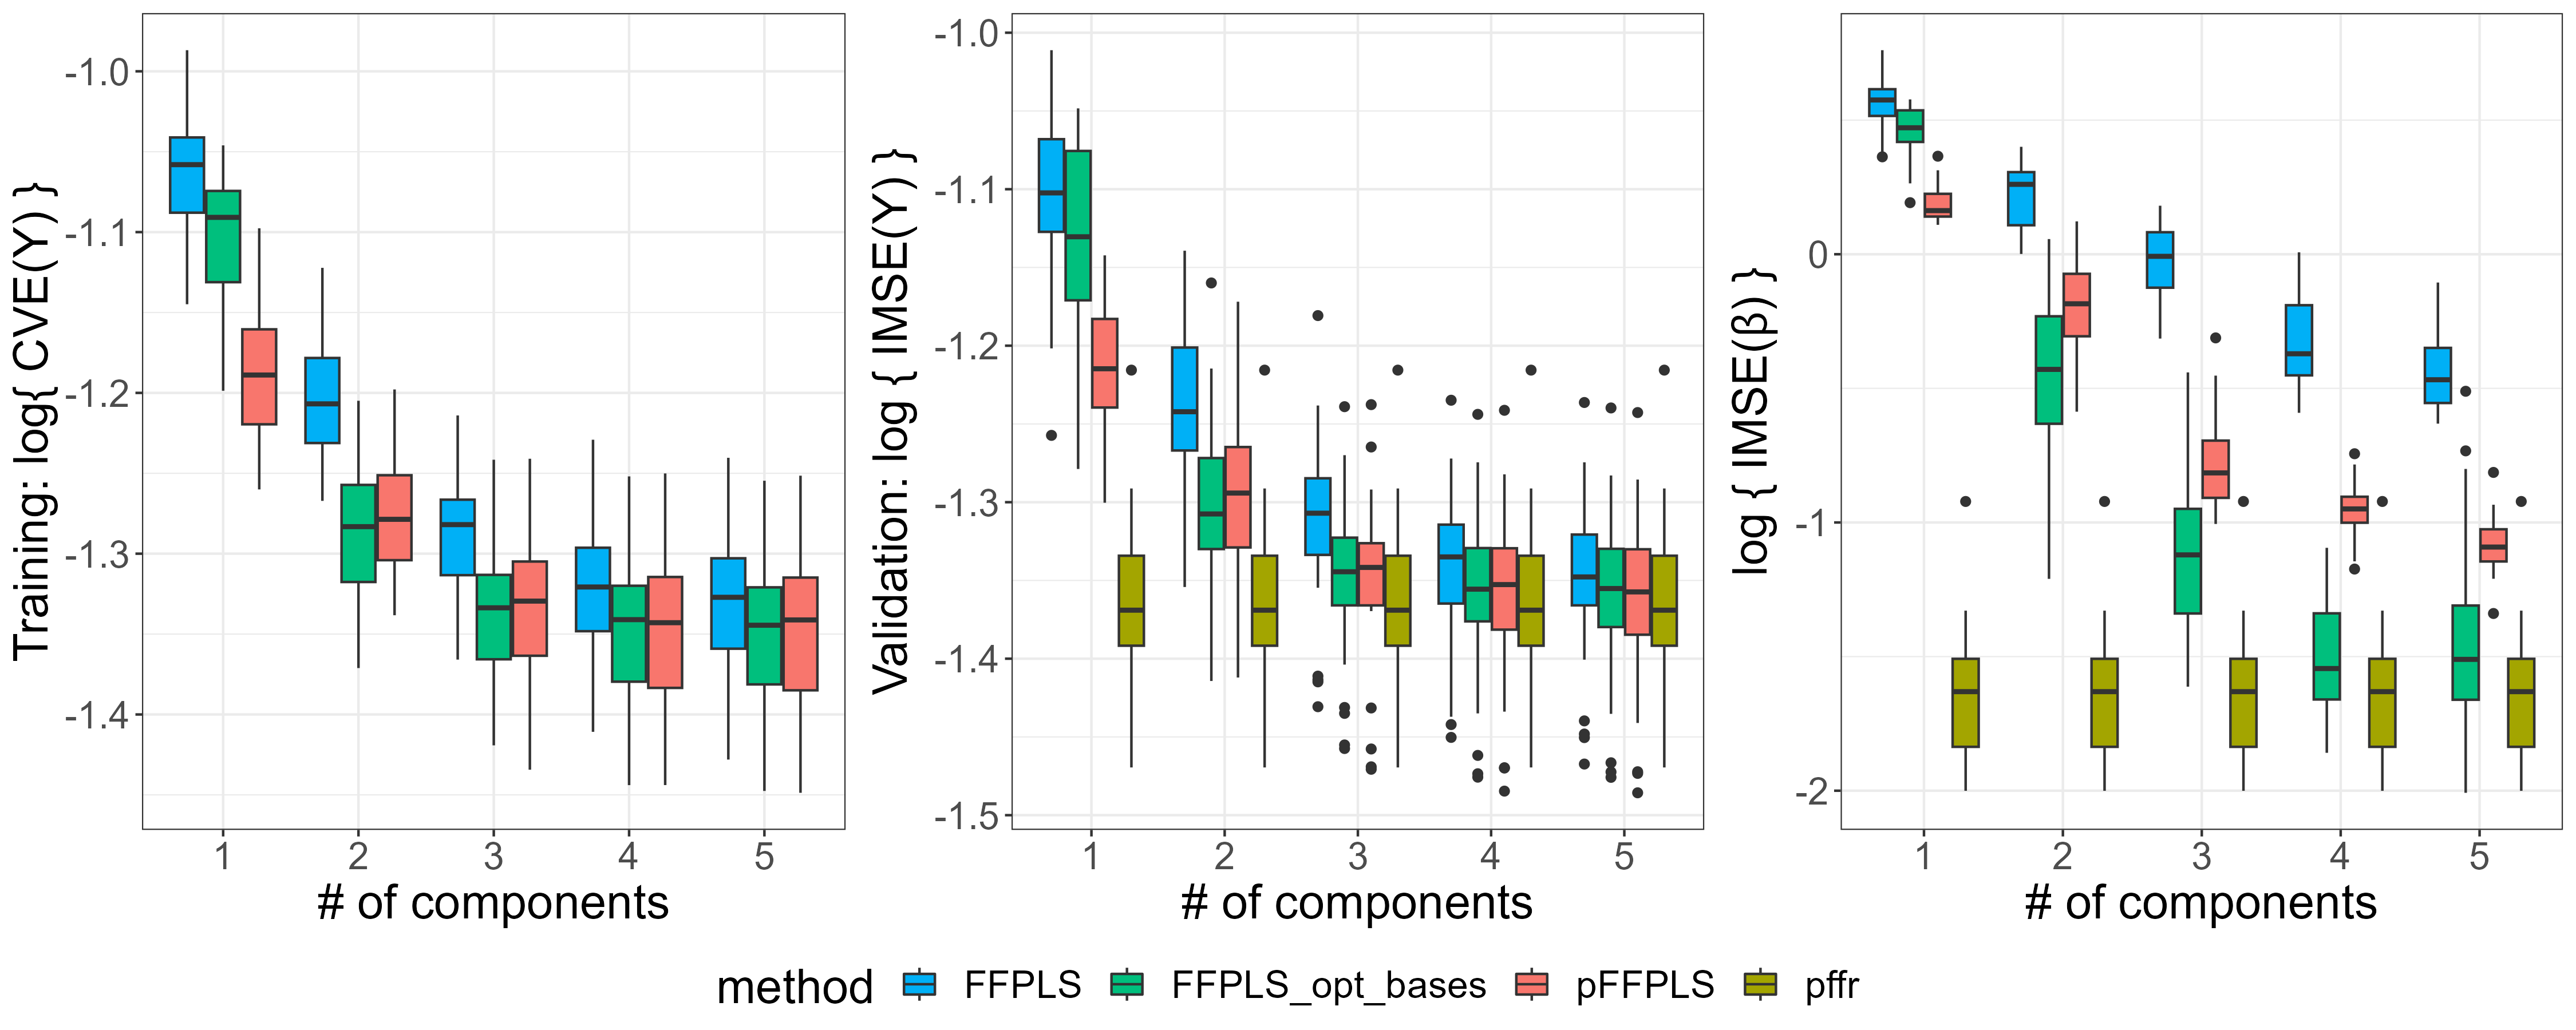 Training: log{ CVE(Y) }
-1.0
-1.1
-1.2
-1.3
-1.4
1 2 3 4 5
# of components
Validation: log { IMSE(Y) }
-1.0
-1.1
-1.2
-1.3
-1.4
-1.5
1 2 3 4 5
# of components
log { IMSE(β) }
0
-1
-2
1 2 3 4 5
# of components
method FFPLS FFPLS_opt_bases pFFPLS pffr